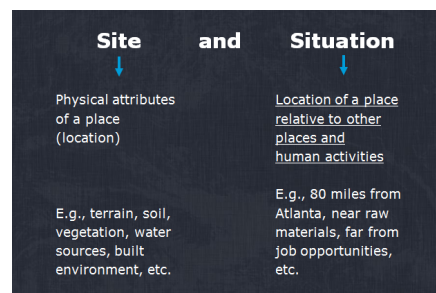 Site and Situation
Physical attributes
of a place
(location)
Location of a place
relative to other
places and
human activities
E.g., terrain, soil,
vegetation, water
sources, built
environment, etc.
E.g., 80 miles from
Atlanta, near raw
materials, far from
job opportunities,
etc.